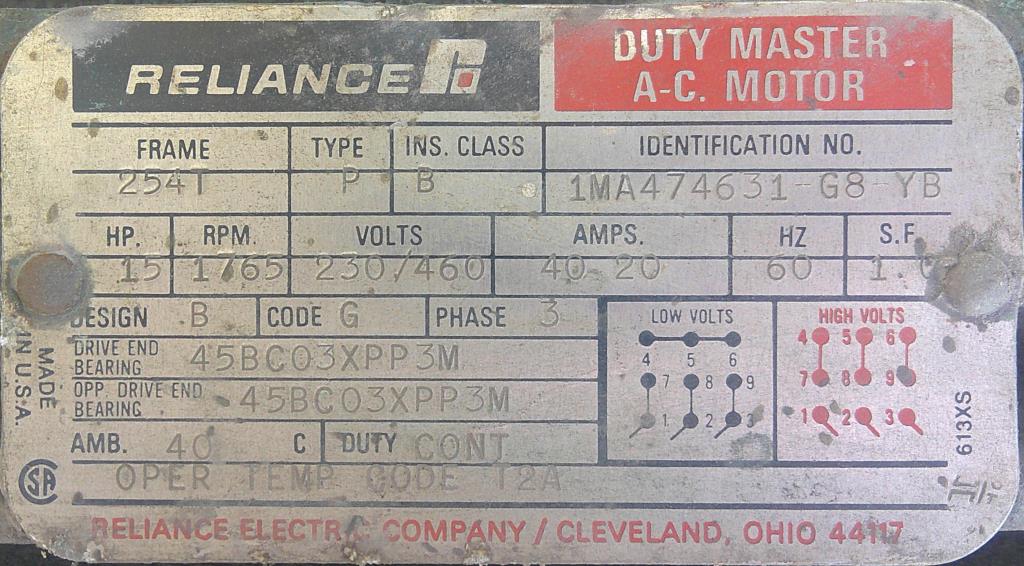 RELIANCE
DUTY MASTER
A-C. MOTOR
FRAME TYPE INS. CLASS IDENTIFICATION NO.
254T P B 1MA474631-G8-YB
HP. RPM. VOLTS AMPS. HZ S.F.
15 1765 230/460 40-20 60 1.0
DESIGN B CODE G PHASE 3
LOW VOLTS HIGH VOLTS
4 5 6
4 5 6
7 8 9
7 8 9
1 2 3
1 2 3
DRIVE END
BEARING 45BC03XPP3M
OPP. DRIVE END
BEARING 45BC03XPP3M
AMB. 40 C DUTY CONT
OPER TEMP CODE T2A
RELIANCE ELECTRIC COMPANY / CLEVELAND, OHIO 44117
MADE
IN U.S.A.
SA
613XS